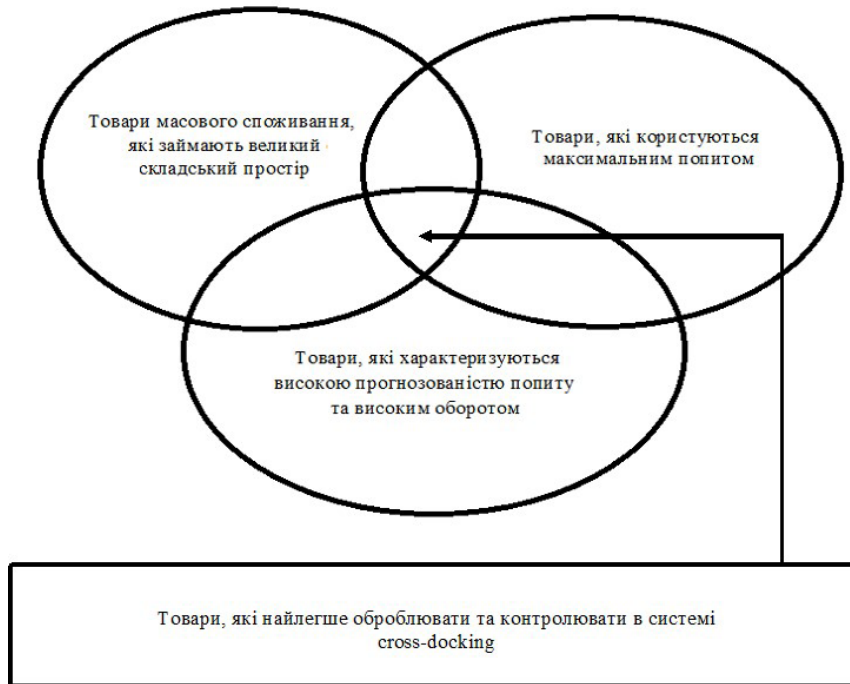 Товари масового споживання,
які займають великий
складський простір
Товари, які користуються
максимальним попитом
Товари, які характеризуються
високою прогнозованістю попиту
та високим оборотом
Товари, які найлегше оброблювати та контролювати в системі
cross-docking